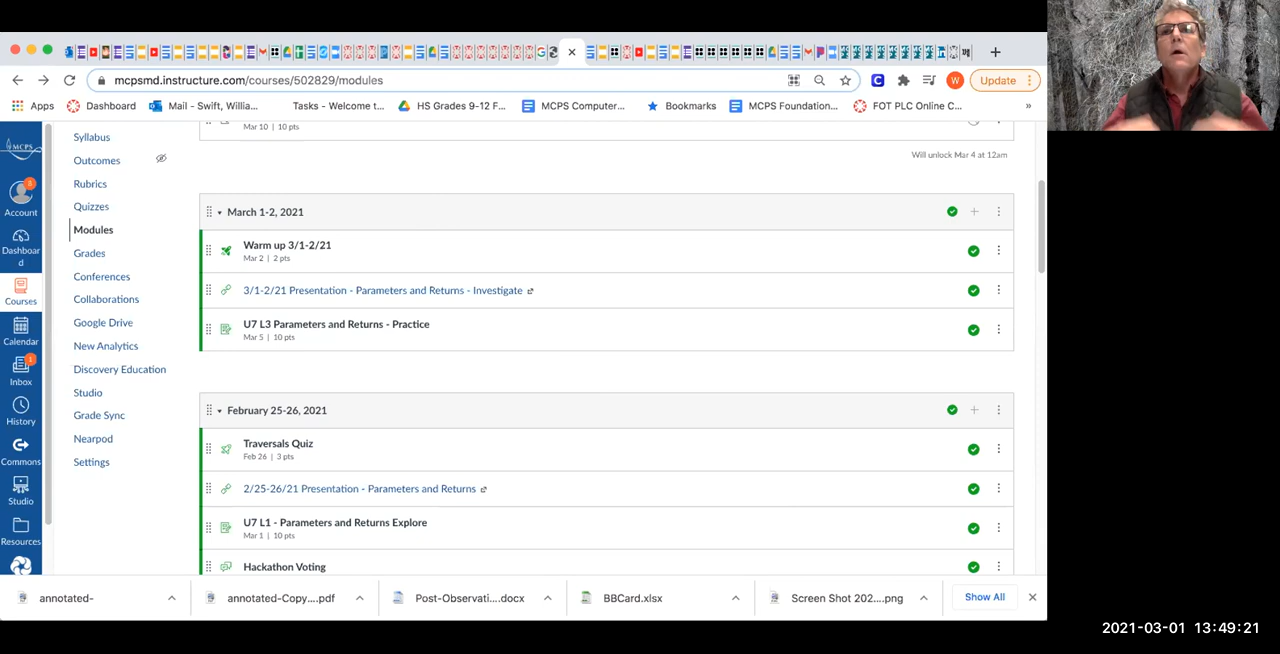 mcpsmd.instructure.com/courses/502829/modules
W
Update
Apps
Dashboard
Mail - Swift, Willia...
Tasks - Welcome t...
HS Grades 9-12 F...
MCPS Computer...
Bookmarks
MCPS Foundation...
FOT PLC Online C...
»
MCPS
3
Account
Dashboar
d
Courses
Calendar
1
Inbox
History
Commons
Studio
Resources
Syllabus
Outcomes
Rubrics
Quizzes
Modules
Grades
Conferences
Collaborations
Google Drive
New Analytics
Discovery Education
Studio
Grade Sync
Nearpod
Settings
Mar 10 | 10 pts
Will unlock Mar 4 at 12am
March 1-2, 2021
Warm up 3/1-2/21
Mar 2 | 2 pts
3/1-2/21 Presentation - Parameters and Returns - Investigate
U7 L3 Parameters and Returns - Practice
Mar 5 | 10 pts
February 25-26, 2021
Traversals Quiz
Feb 26 | 3 pts
2/25-26/21 Presentation - Parameters and Returns
U7 L1 - Parameters and Returns Explore
Mar 1 | 10 pts
Hackathon Voting
annotated-
annotated-Copy....pdf
Post-Observati....docx
BBCard.xlsx
Screen Shot 202....png
Show All
2021-03-01 13:49:21